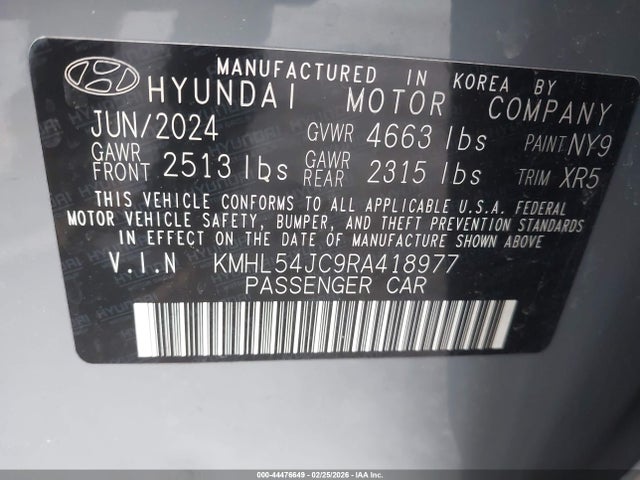 MANUFACTURED IN KOREA BY
HYUNDAI MOTOR COMPANY
JUN/2024 GVWR 4663 lbs PAINT NY9
GAWR FRONT 2513 lbs GAWR REAR 2315 lbs TRIM XR5
THIS VEHICLE CONFORMS TO ALL APPLICABLE U.S.A. FEDERAL
MOTOR VEHICLE SAFETY, BUMPER, AND THEFT PREVENTION STANDARDS
IN EFFECT ON THE DATE OF MANUFACTURE SHOWN ABOVE.
V.I.N KMHL54JC9RA418977
PASSENGER CAR
000-44476649 - 02/25/2026 - IAAI Copart